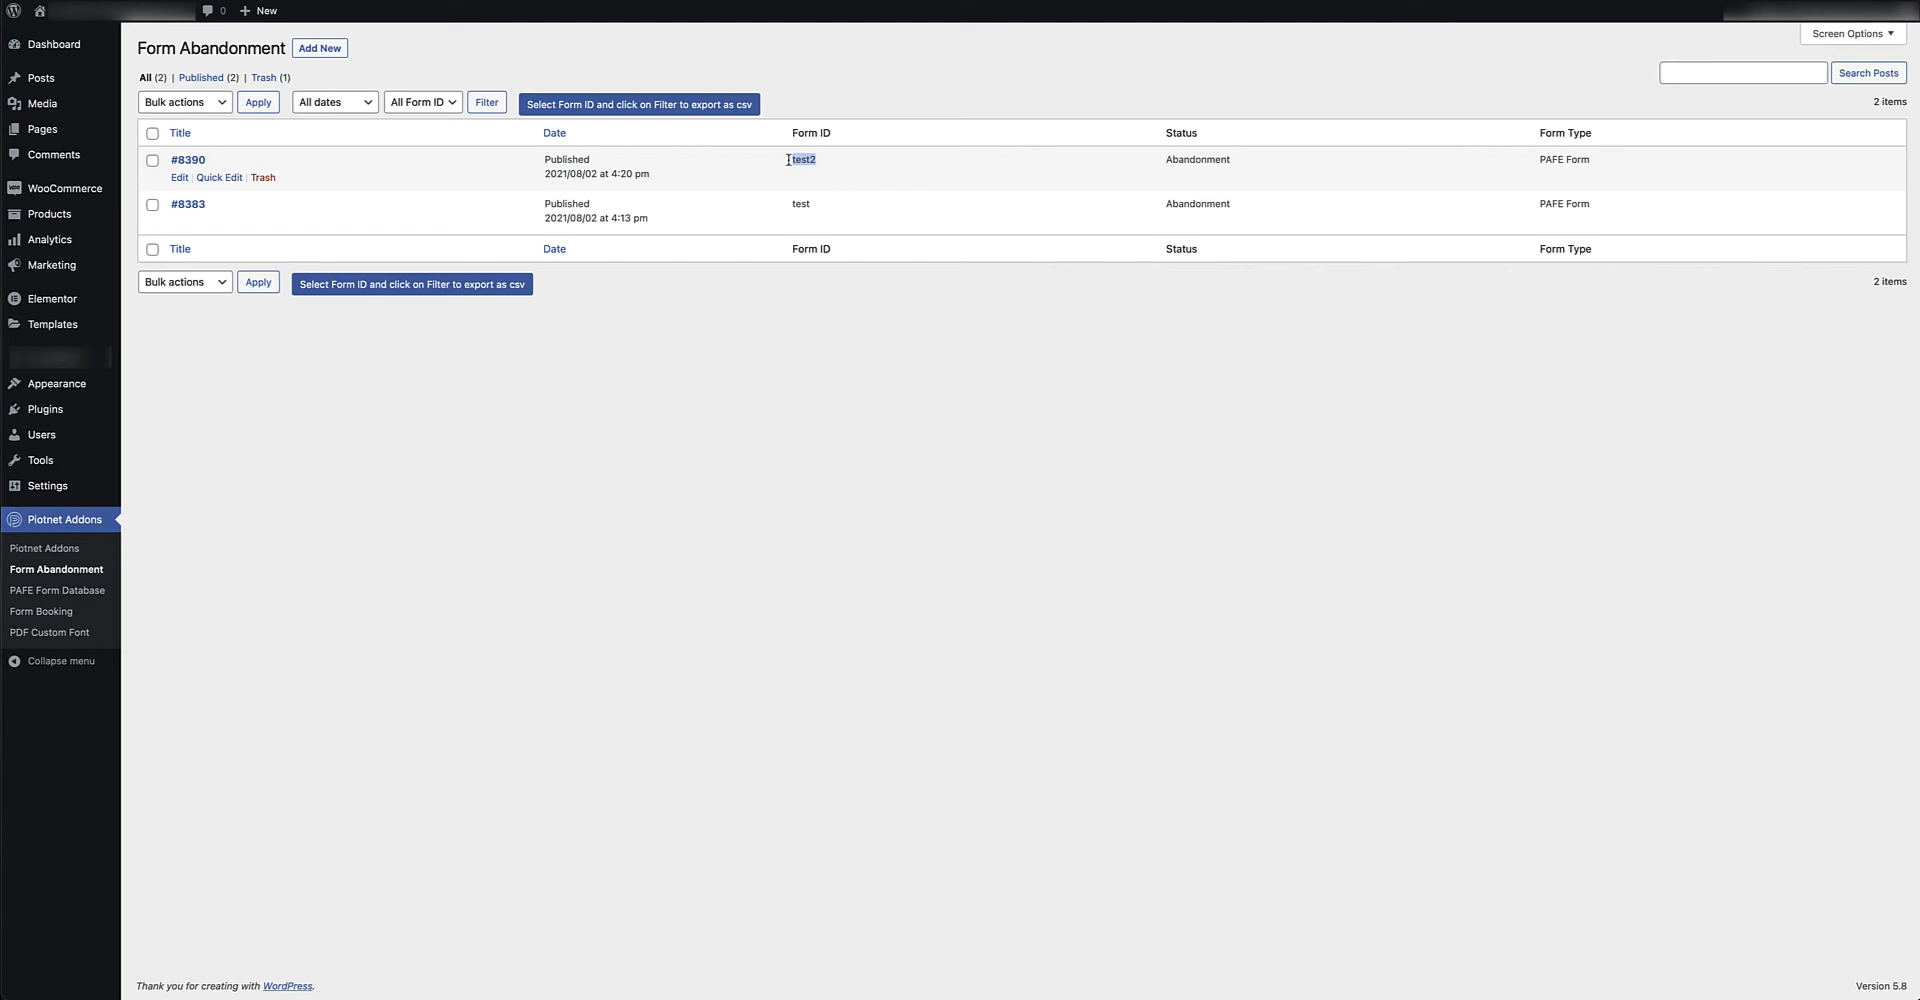 0 New
Form Abandonment Add New
Screen Options
All (2) | Published (2) | Trash (1)
Search Posts
Bulk actions Apply All dates All Form ID Filter Select Form ID and click on Filter to export as csv 2 items
Title Date Form ID Status Form Type
#8390 Published test2 Abandonment PAFE Form
2021/08/02 at 4:20 pm
Edit | Quick Edit | Trash
#8383 Published test Abandonment PAFE Form
2021/08/02 at 4:13 pm
Title Date Form ID Status Form Type
Bulk actions Apply Select Form ID and click on Filter to export as csv 2 items
Dashboard
Posts
Media
Pages
Comments
WooCommerce
Products
Analytics
Marketing
Elementor
Templates
Appearance
Plugins
Users
Tools
Settings
Piotnet Addons
Piotnet Addons
Form Abandonment
PAFE Form Database
Form Booking
PDF Custom Font
Collapse menu
Thank you for creating with WordPress.
Version 5.8